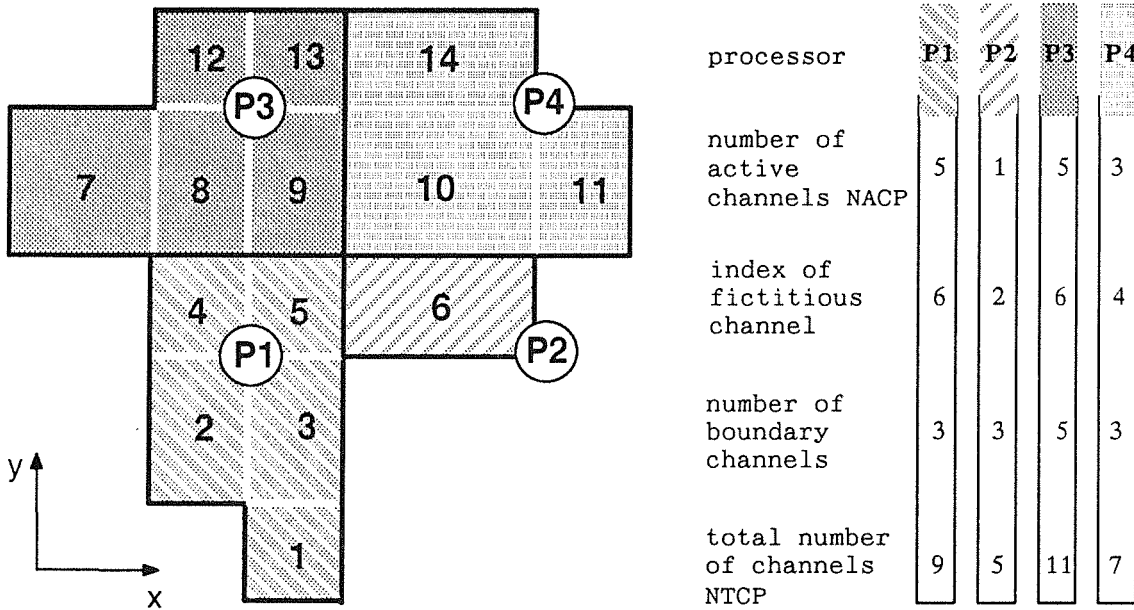 12 13 14
P3 P4
7 8 9 10 11
4 5 6
P1 P2
2 3
1
y
x
processor P1 P2 P3 P4
number of
active 5 1 5 3
channels NACP
index of
fictitious 6 2 6 4
channel
number of
boundary 3 3 5 3
channels
total number
of channels 9 5 11 7
NTCP